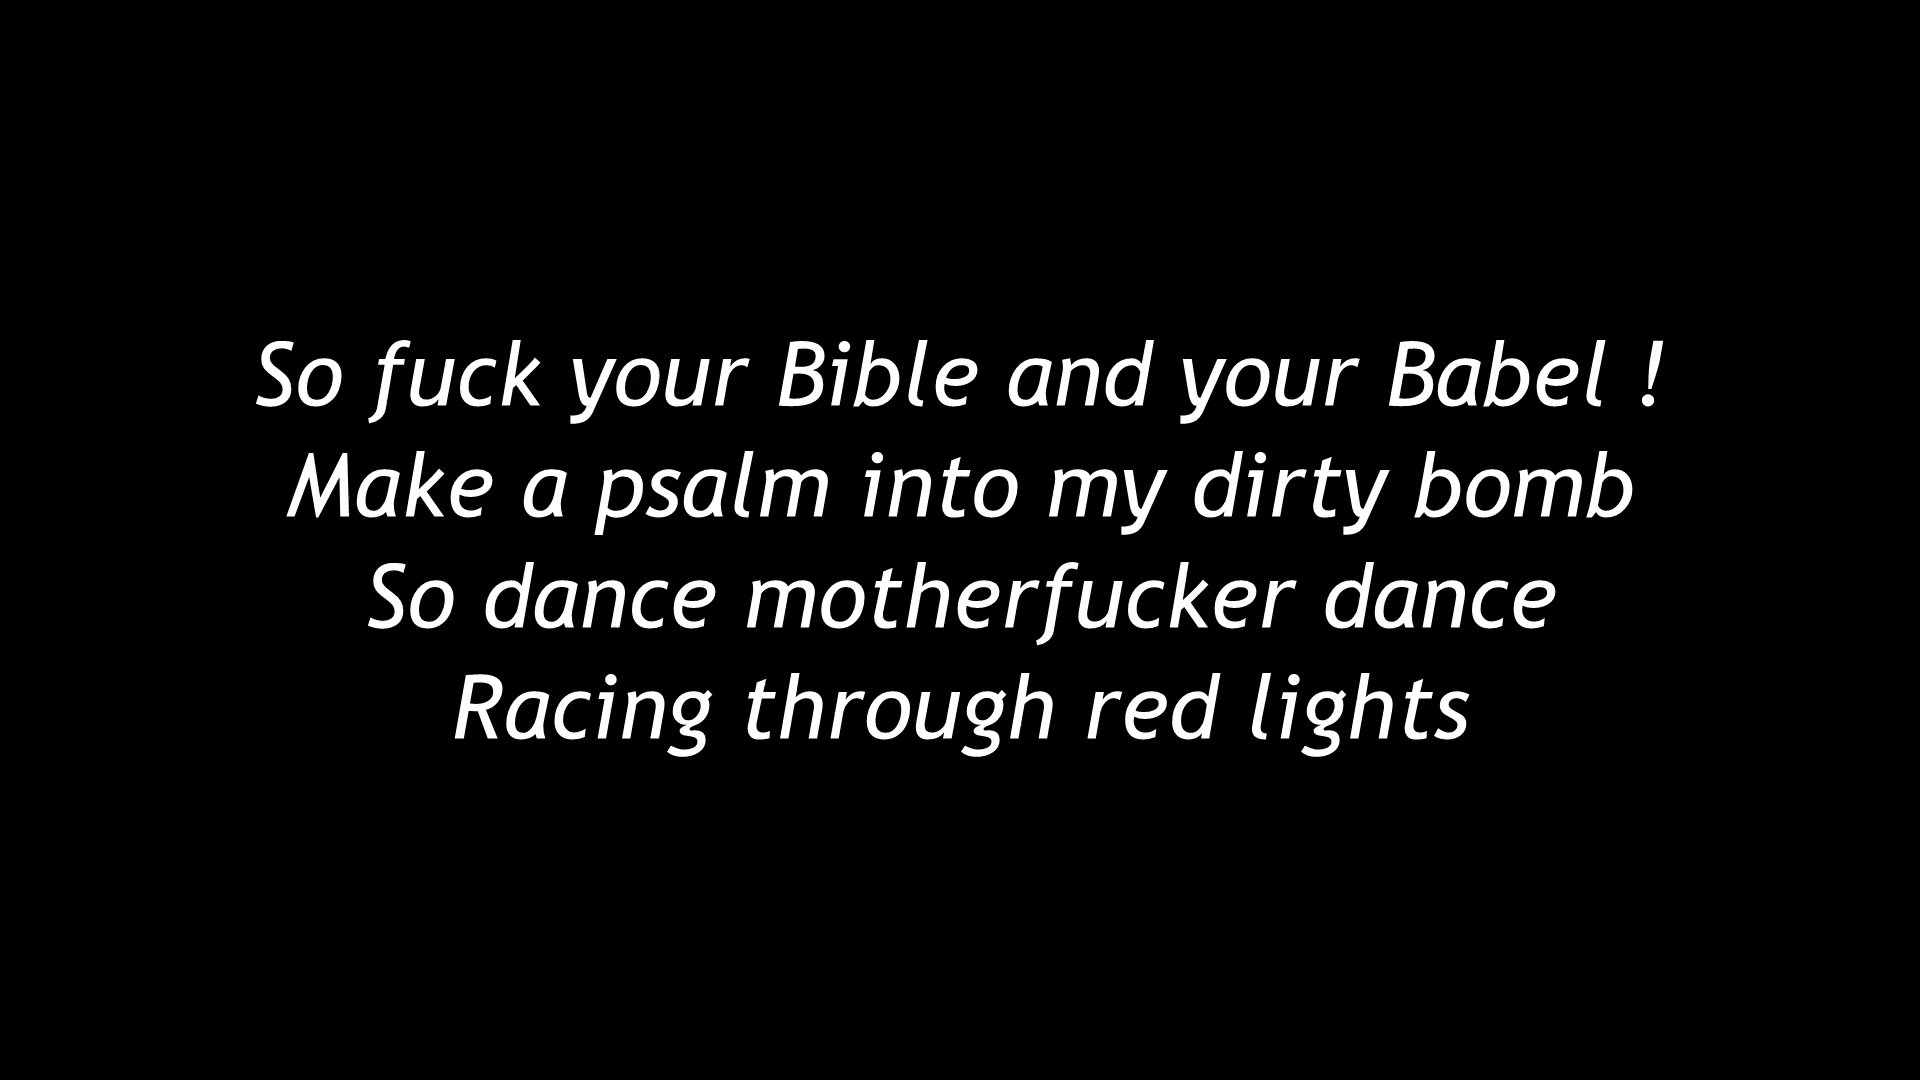 So fuck your Bible and your Babel !
Make a psalm into my dirty bomb
So dance motherfucker dance
Racing through red lights